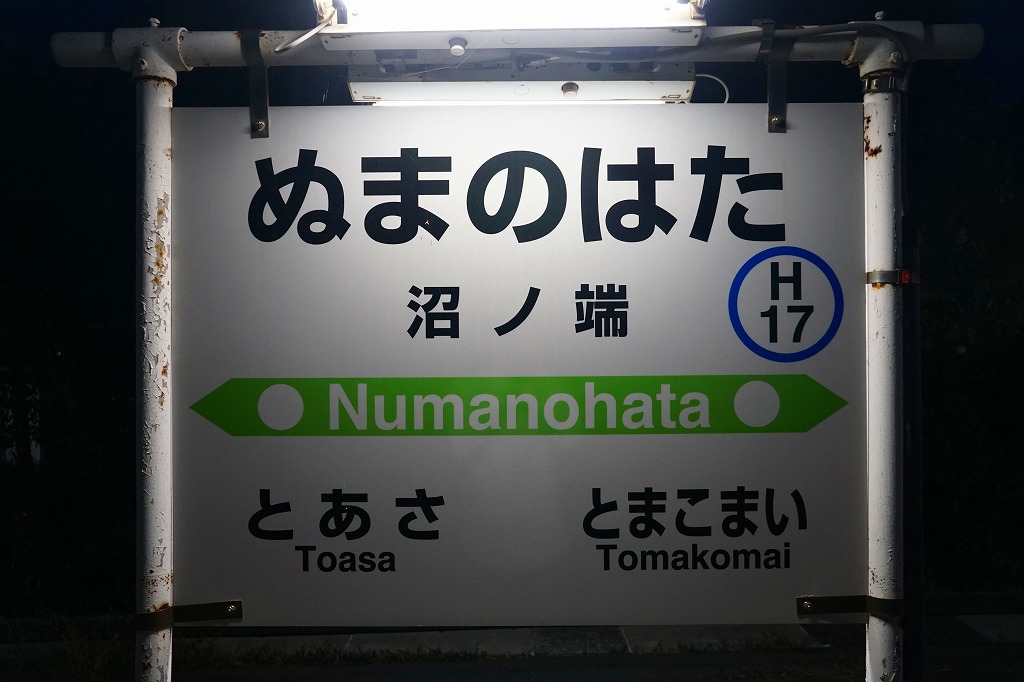 ぬまのはた
沼ノ端
H
17
Numanohata
とあさ
Toasa
とまこまい
Tomakomai